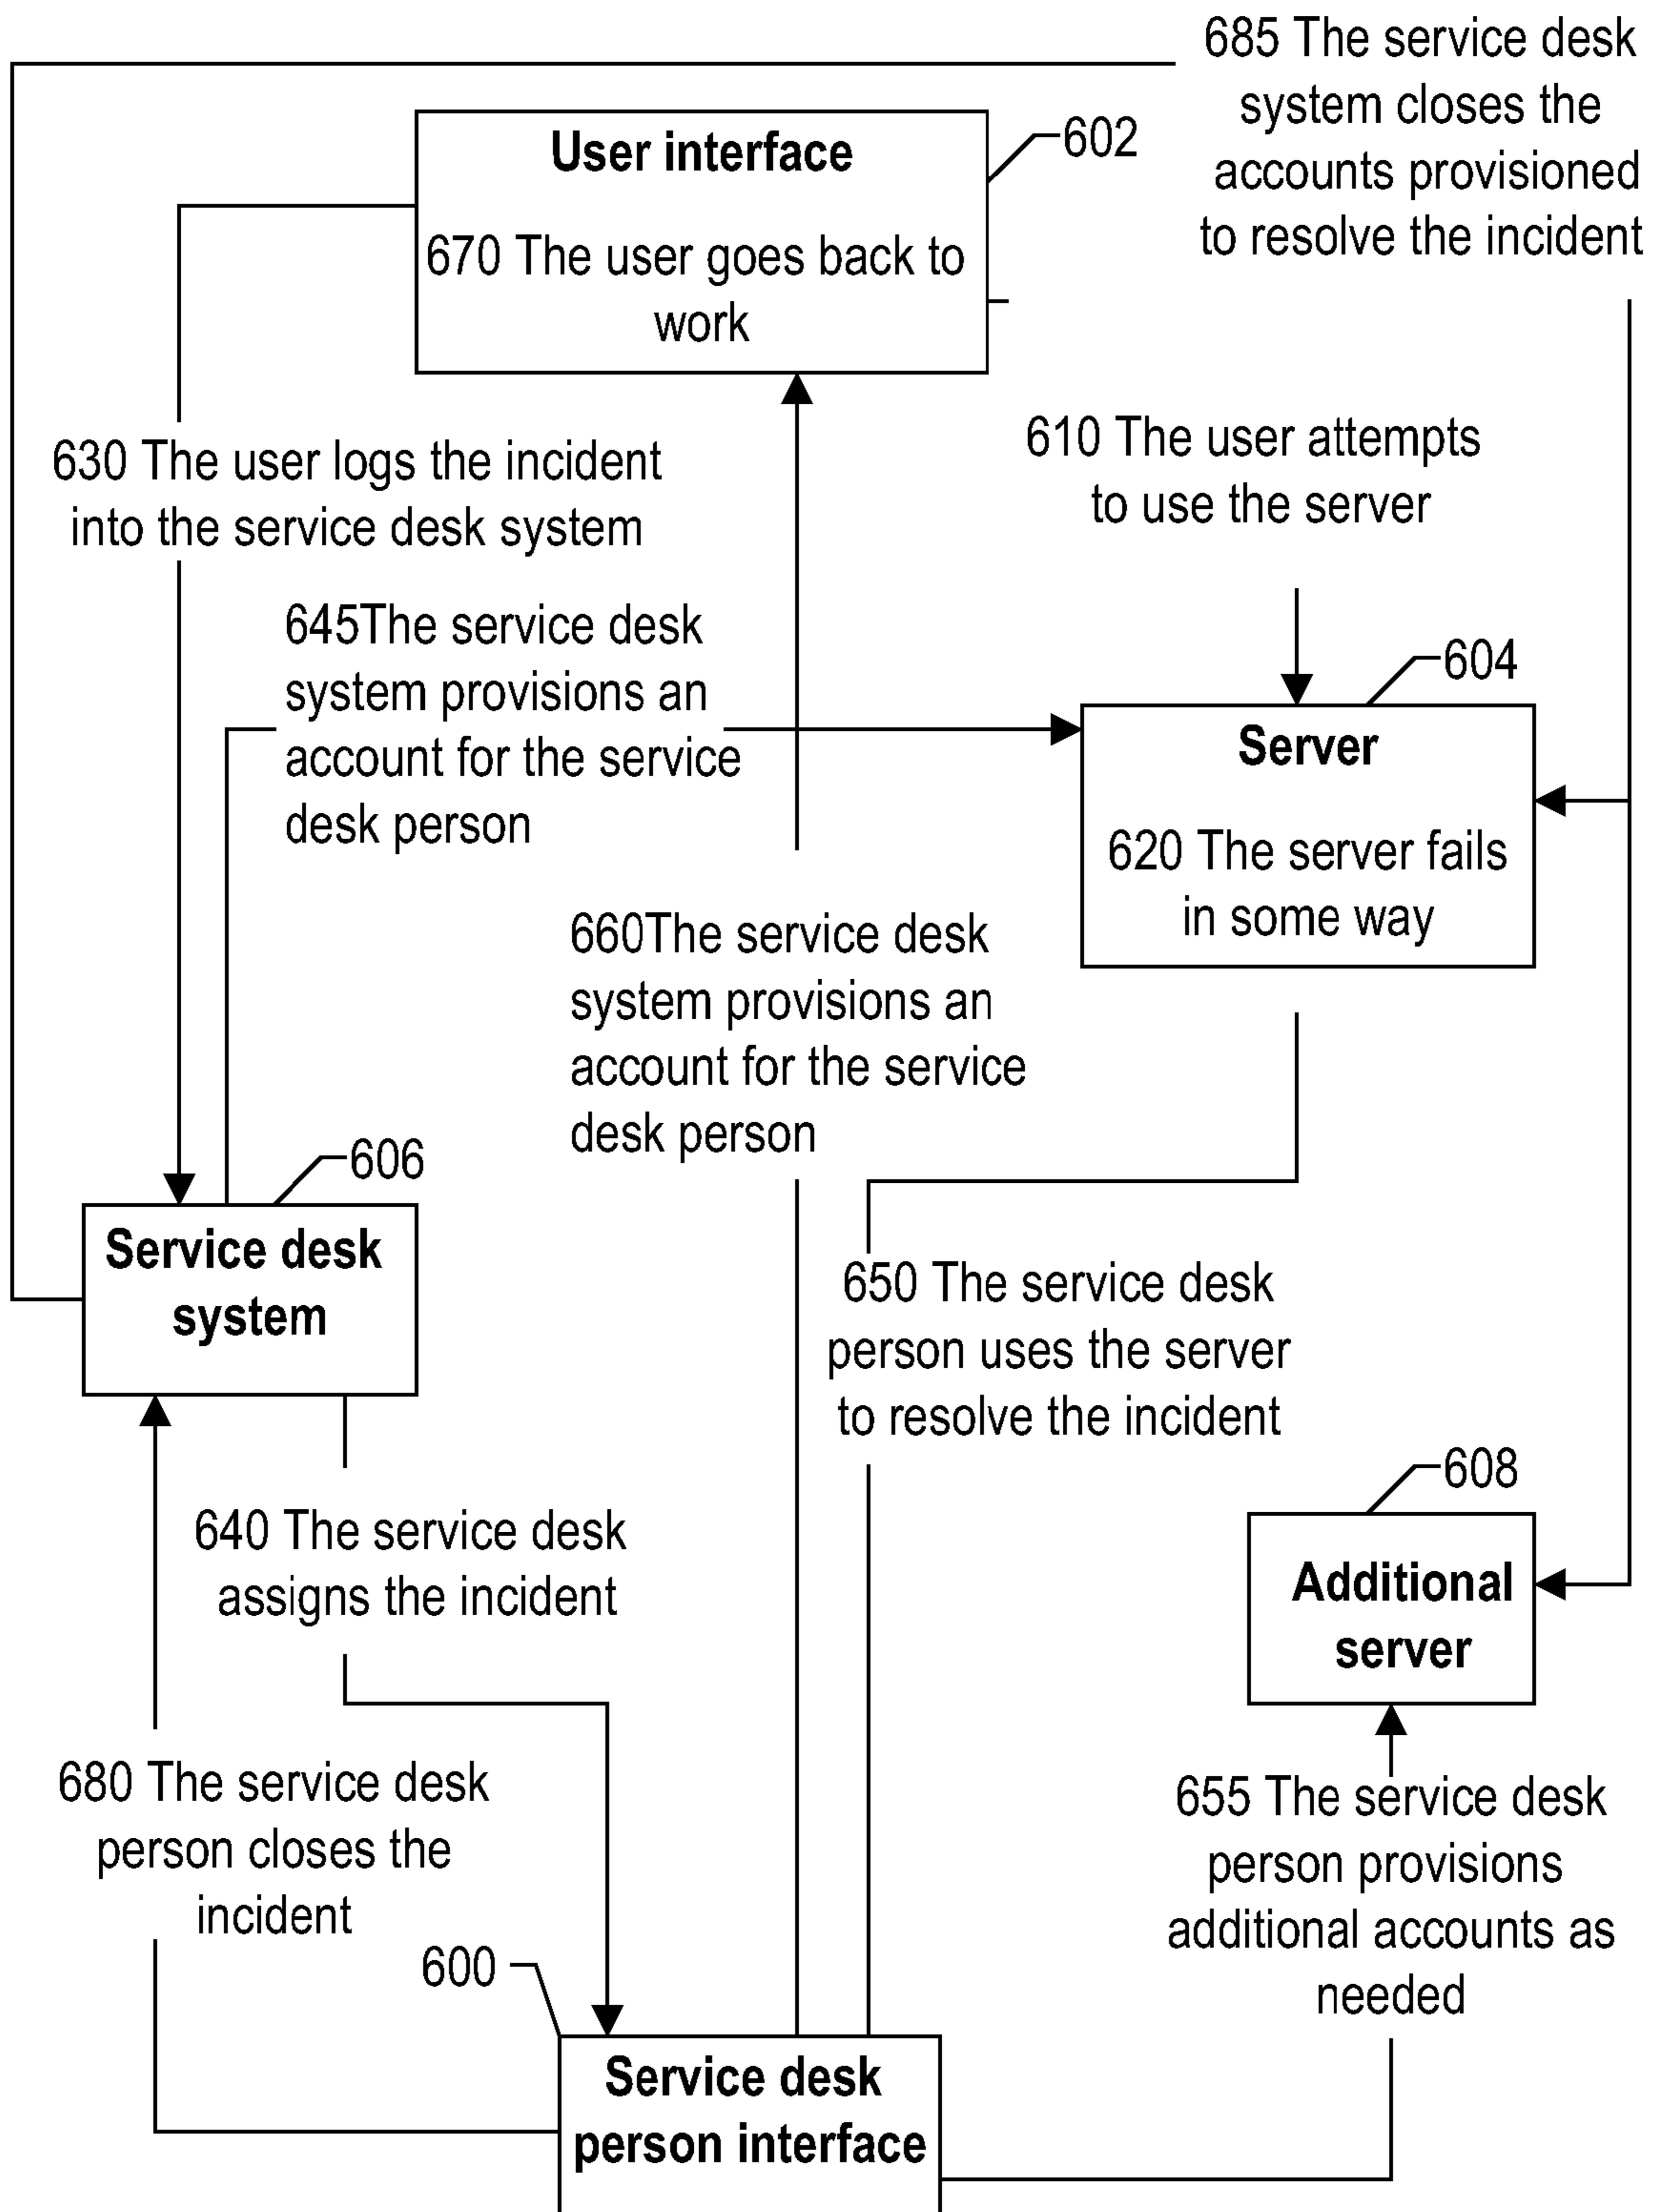 685 The service desk
system closes the
accounts provisioned
to resolve the incident
User interface
602
670 The user goes back to
work
630 The user logs the incident
into the service desk system
610 The user attempts
to use the server
645The service desk
system provisions an
account for the service
desk person
604
Server
620 The server fails
in some way
660The service desk
system provisions an
account for the service
desk person
606
Service desk
system
650 The service desk
person uses the server
to resolve the incident
608
Additional
server
640 The service desk
assigns the incident
680 The service desk
person closes the
incident
655 The service desk
person provisions
additional accounts as
needed
600
Service desk
person interface